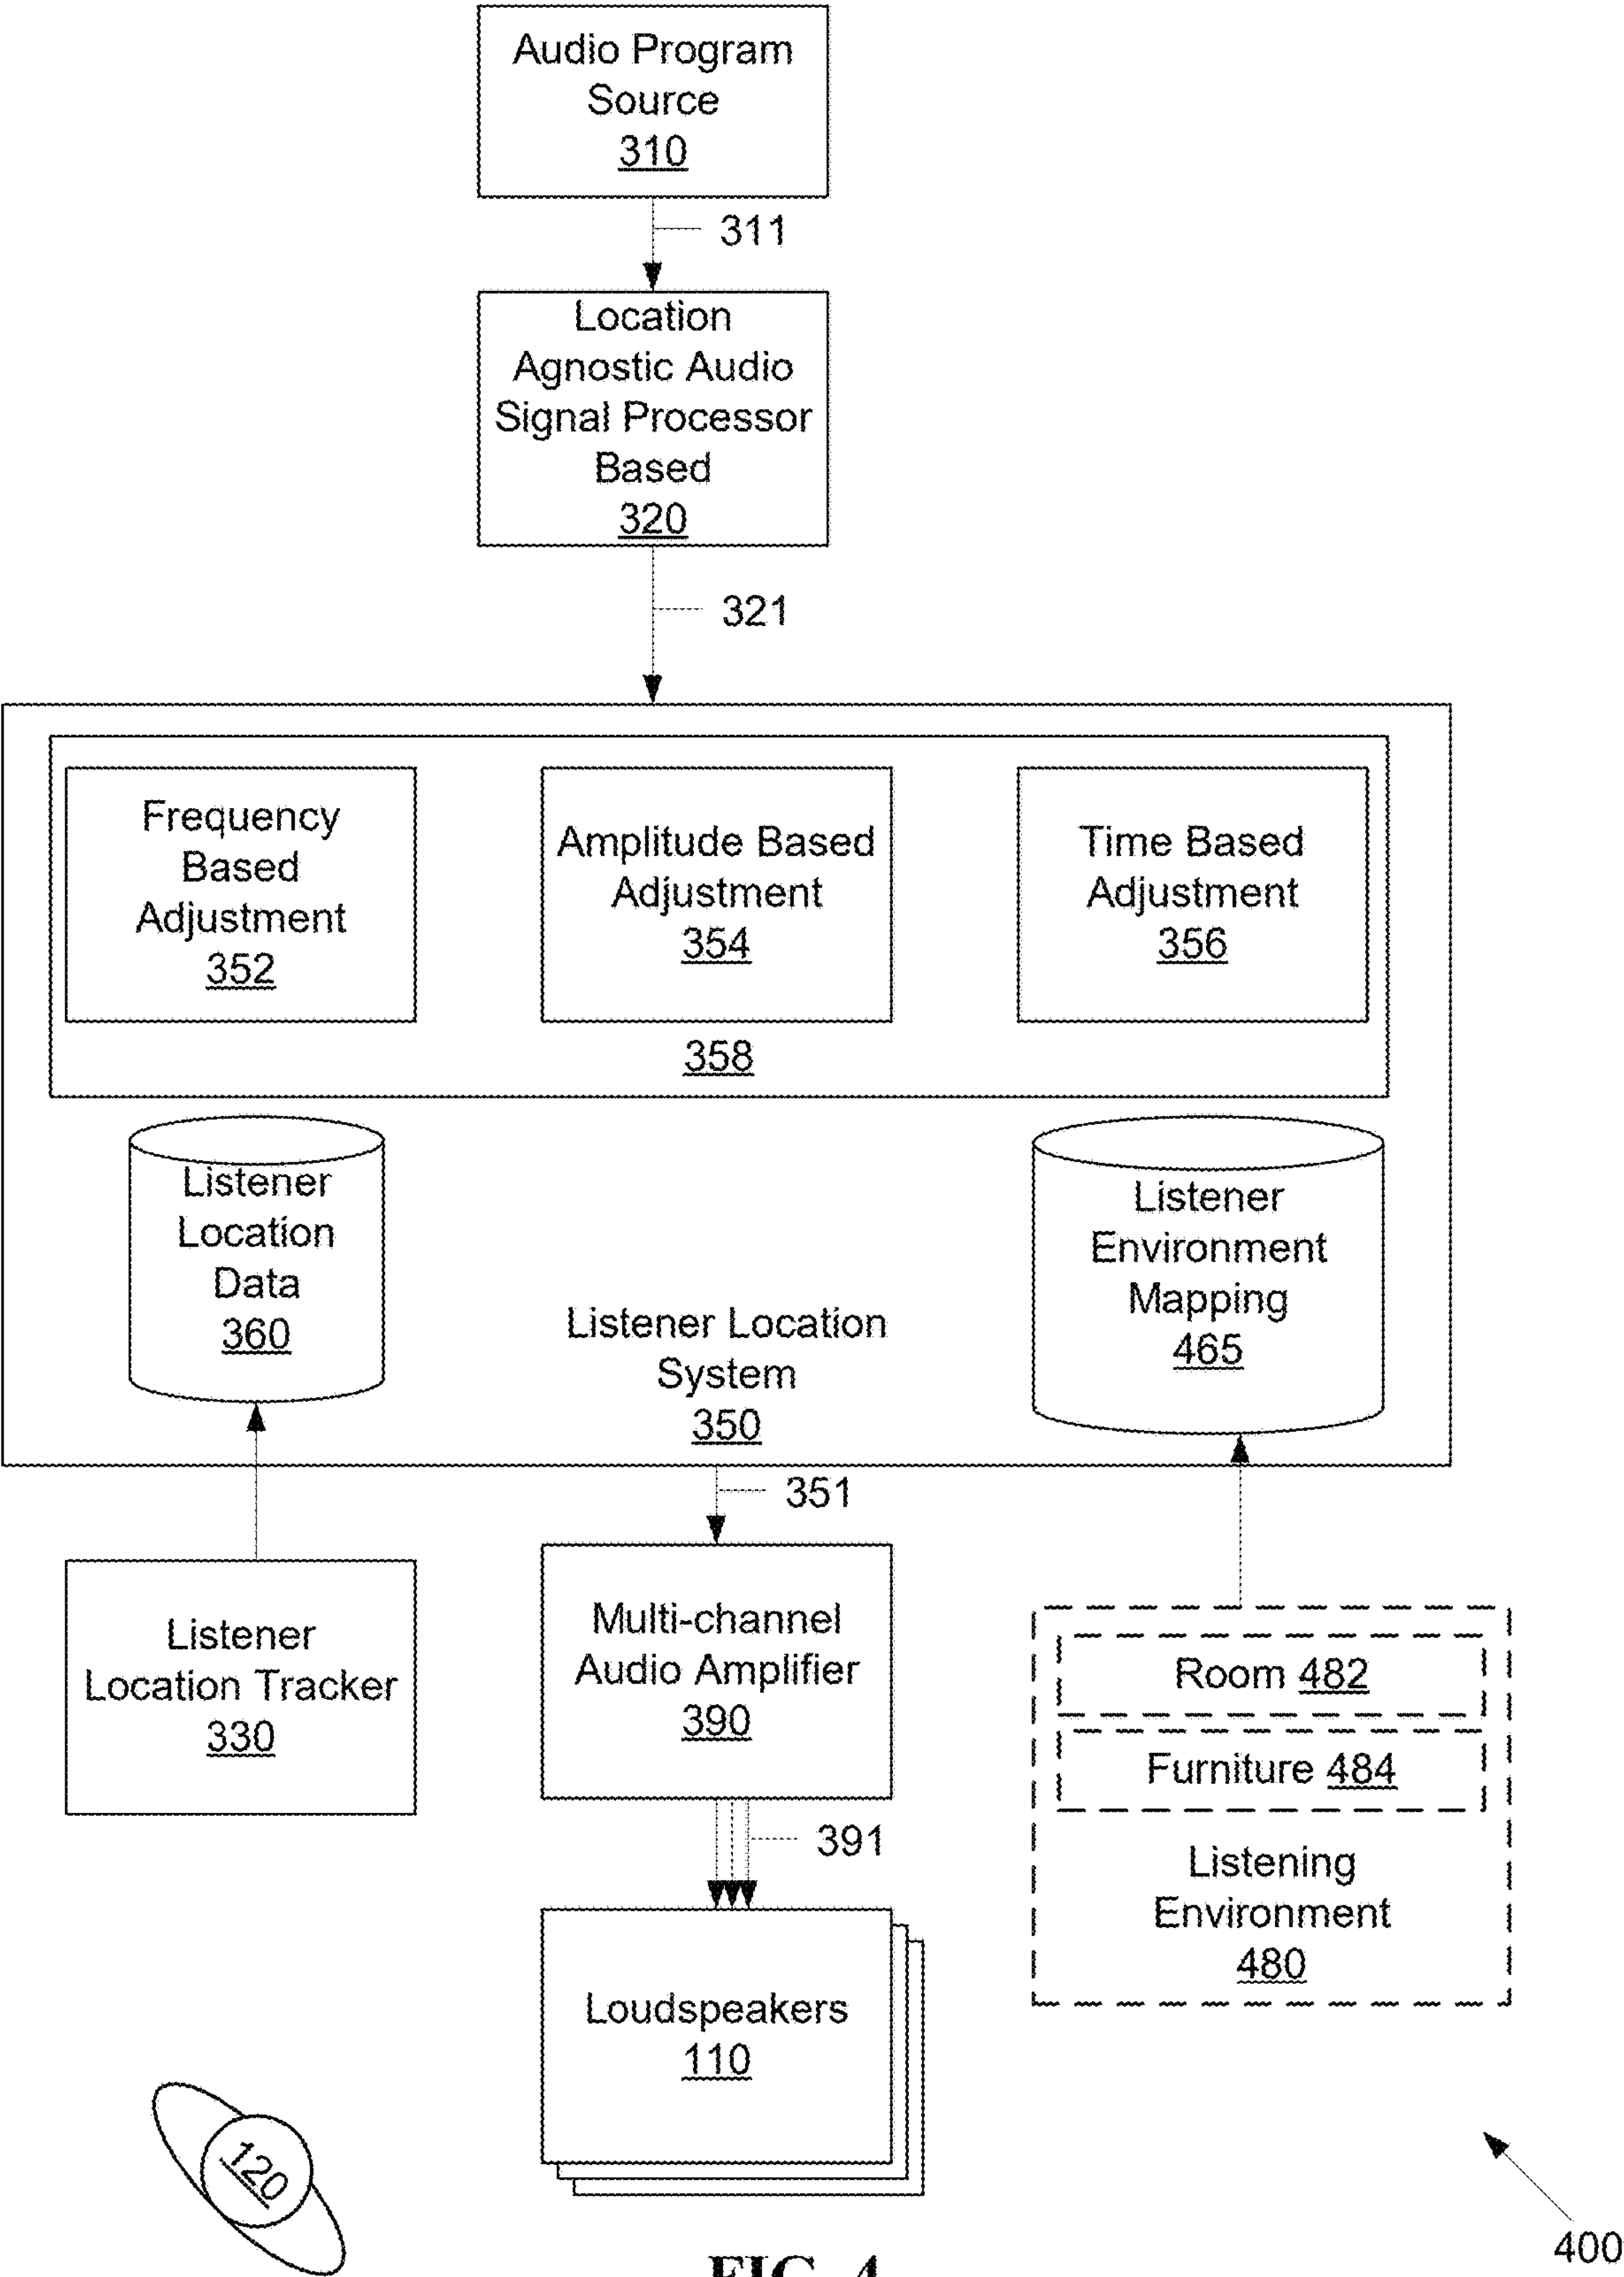 Audio Program
Source
310
311
Location
Agnostic Audio
Signal Processor
Based
320
321
Frequency
Based
Adjustment
352
Amplitude Based
Adjustment
354
Time Based
Adjustment
356
358
Listener
Location
Data
360
Listener Location
System
350
Listener
Environment
Mapping
465
351
Listener
Location Tracker
330
Multi-channel
Audio Amplifier
390
Room 482
Furniture 484
Listening
Environment
480
391
Loudspeakers
110
120
400
FIG. 4